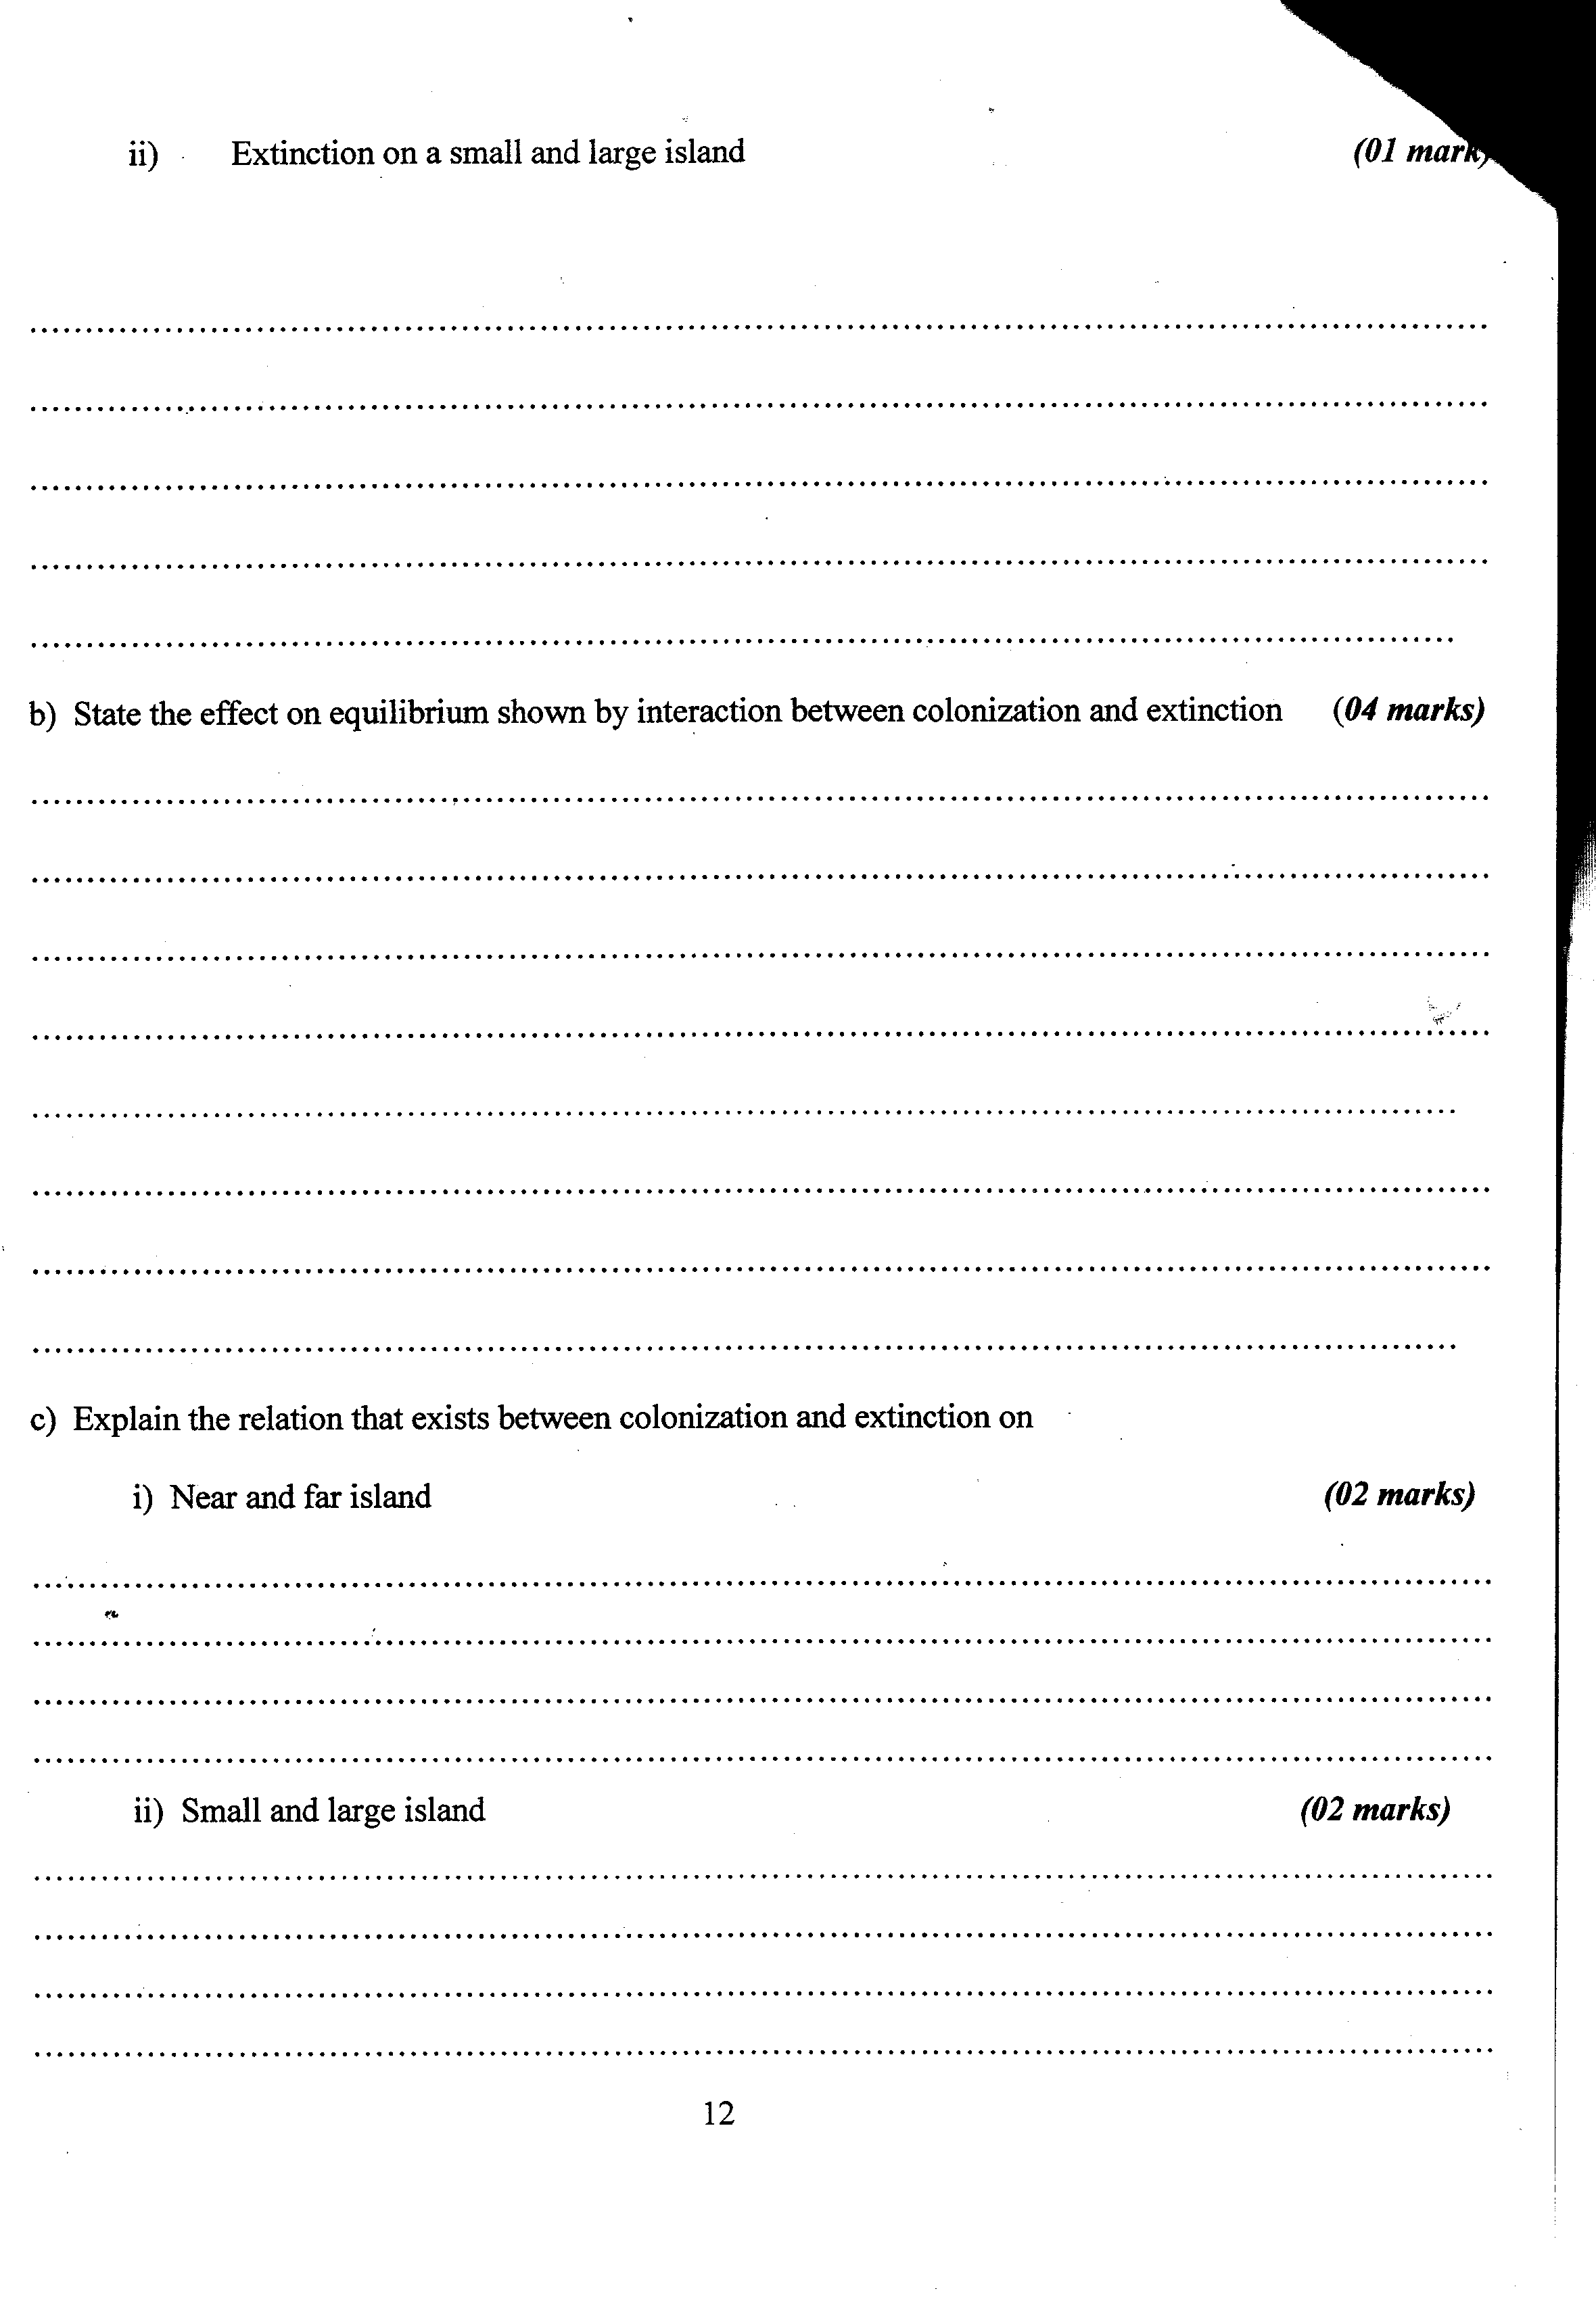 ii) Extinction on a small and large island (01 mark)
b) State the effect on equilibrium shown by interaction between colonization and extinction (04 marks)
c) Explain the relation that exists between colonization and extinction on
i) Near and far island (02 marks)
ii) Small and large island (02 marks)
12